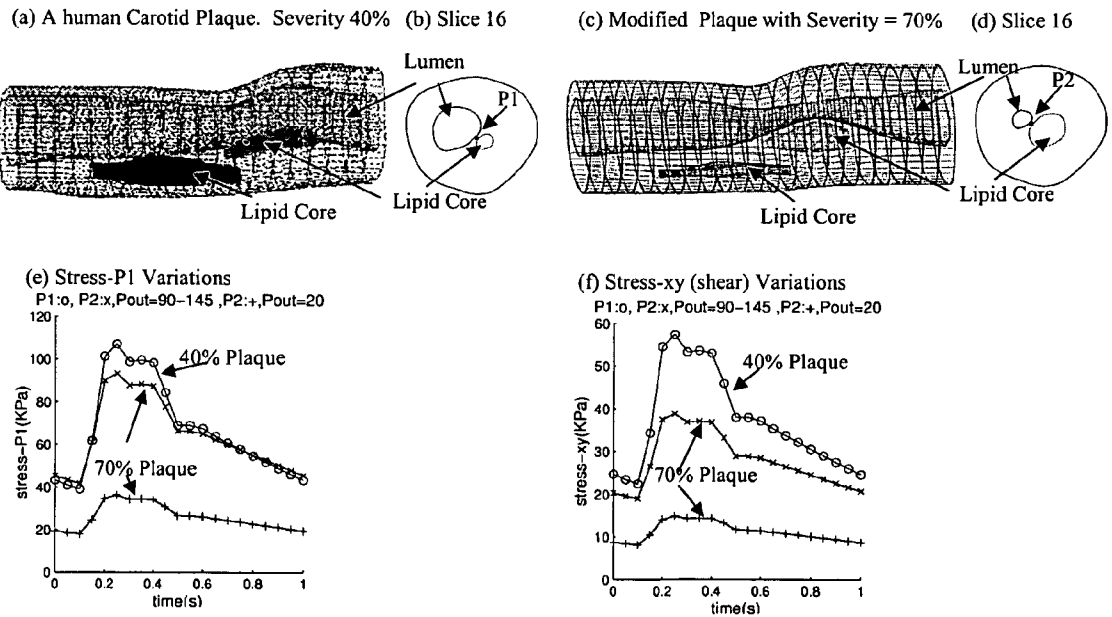 (a) A human Carotid Plaque. Severity 40%
(b) Slice 16
(c) Modified Plaque with Severity = 70%
(d) Slice 16
Lumen
P1
Lipid Core
Lipid Core
Lumen
P2
Lipid Core
Lipid Core
(e) Stress-P1 Variations
P1:o, P2:x,Pout=90-145 ,P2:+,Pout=20
120
100
80
60
40
20
0
stress-P1(KPa)
40% Plaque
70% Plaque
0 0.2 0.4 0.6 0.8 1
time(s)
(f) Stress-xy (shear) Variations
P1:o, P2:x,Pout=90-145 ,P2:+,Pout=20
60
50
40
30
20
10
0
stress-xy(KPa)
40% Plaque
70% Plaque
0 0.2 0.4 0.6 0.8 1
time(s)